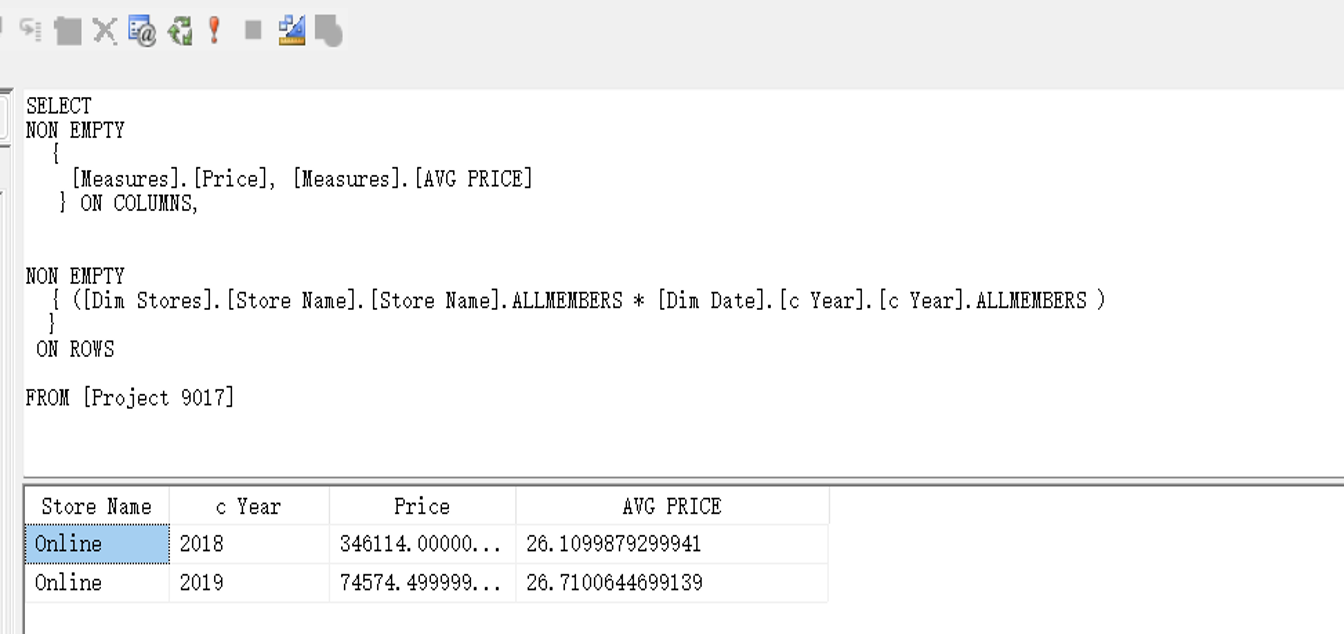 SELECT
NON EMPTY
{
[Measures].[Price], [Measures].[AVG PRICE]
} ON COLUMNS,
NON EMPTY
{ ([Dim Stores].[Store Name].[Store Name].ALLMEMBERS * [Dim Date].[c Year].[c Year].ALLMEMBERS )
}
ON ROWS
FROM [Project 9017]
Store Name c Year Price AVG PRICE
Online 2018 346114.00000... 26.1099879299941
Online 2019 74574.499999... 26.7100644699139